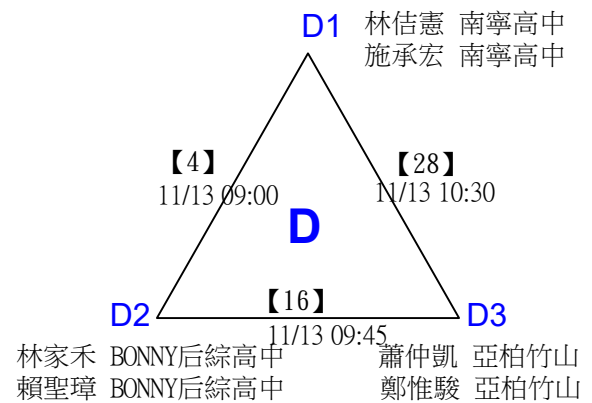 D1 林佶憲 南寧高中
施承宏 南寧高中
【4】 【28】
11/13 09:00 11/13 10:30
D
【16】
D2 D3
11/13 09:45
林家禾 BONNY后綜高中 蕭仲凱 亞柏竹山
賴聖璋 BONNY后綜高中 鄭惟駿 亞柏竹山